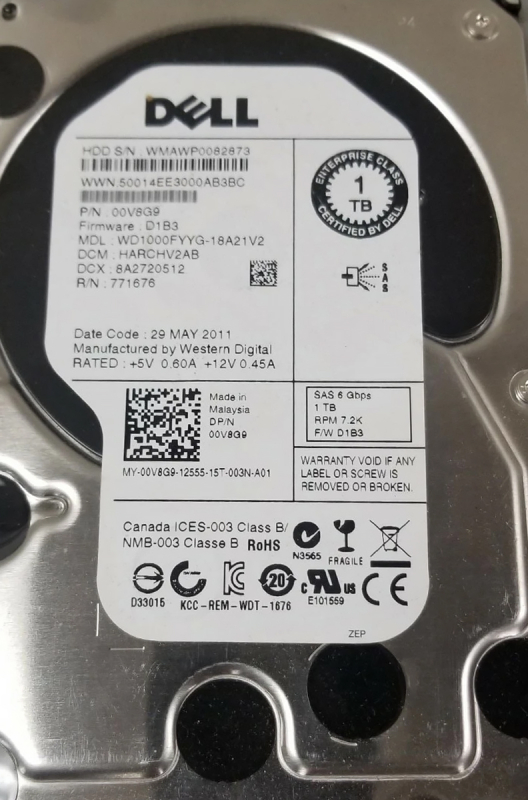 DELL
HDD S/N : WMAWP0082873
WWN:50014EE3000AB3BC
P/N : 00V8G9
Firmware : D1B3
MDL : WD1000FYYG-18A21V2
DCM : HARCHV2AB
DCX : 8A2720512
R/N : 771676
ENTERPRISE CLASS
1
TB
CERTIFIED BY DELL
SAS
Date Code : 29 MAY 2011
Manufactured by Western Digital
RATED : +5V 0.60A +12V 0.45A
Made in
Malaysia
DP/N
00V8G9
MY-00V8G9-12555-15T-003N-A01
SAS 6 Gbps
1 TB
RPM 7.2K
F/W D1B3
WARRANTY VOID IF ANY
LABEL OR SCREW IS
REMOVED OR BROKEN.
Canada ICES-003 Class B/
NMB-003 Classe B RoHS
N3565
FRAGILE
D33015
KCC-REM-WDT-1676
20
c RU US
E101559
CE
ZEP